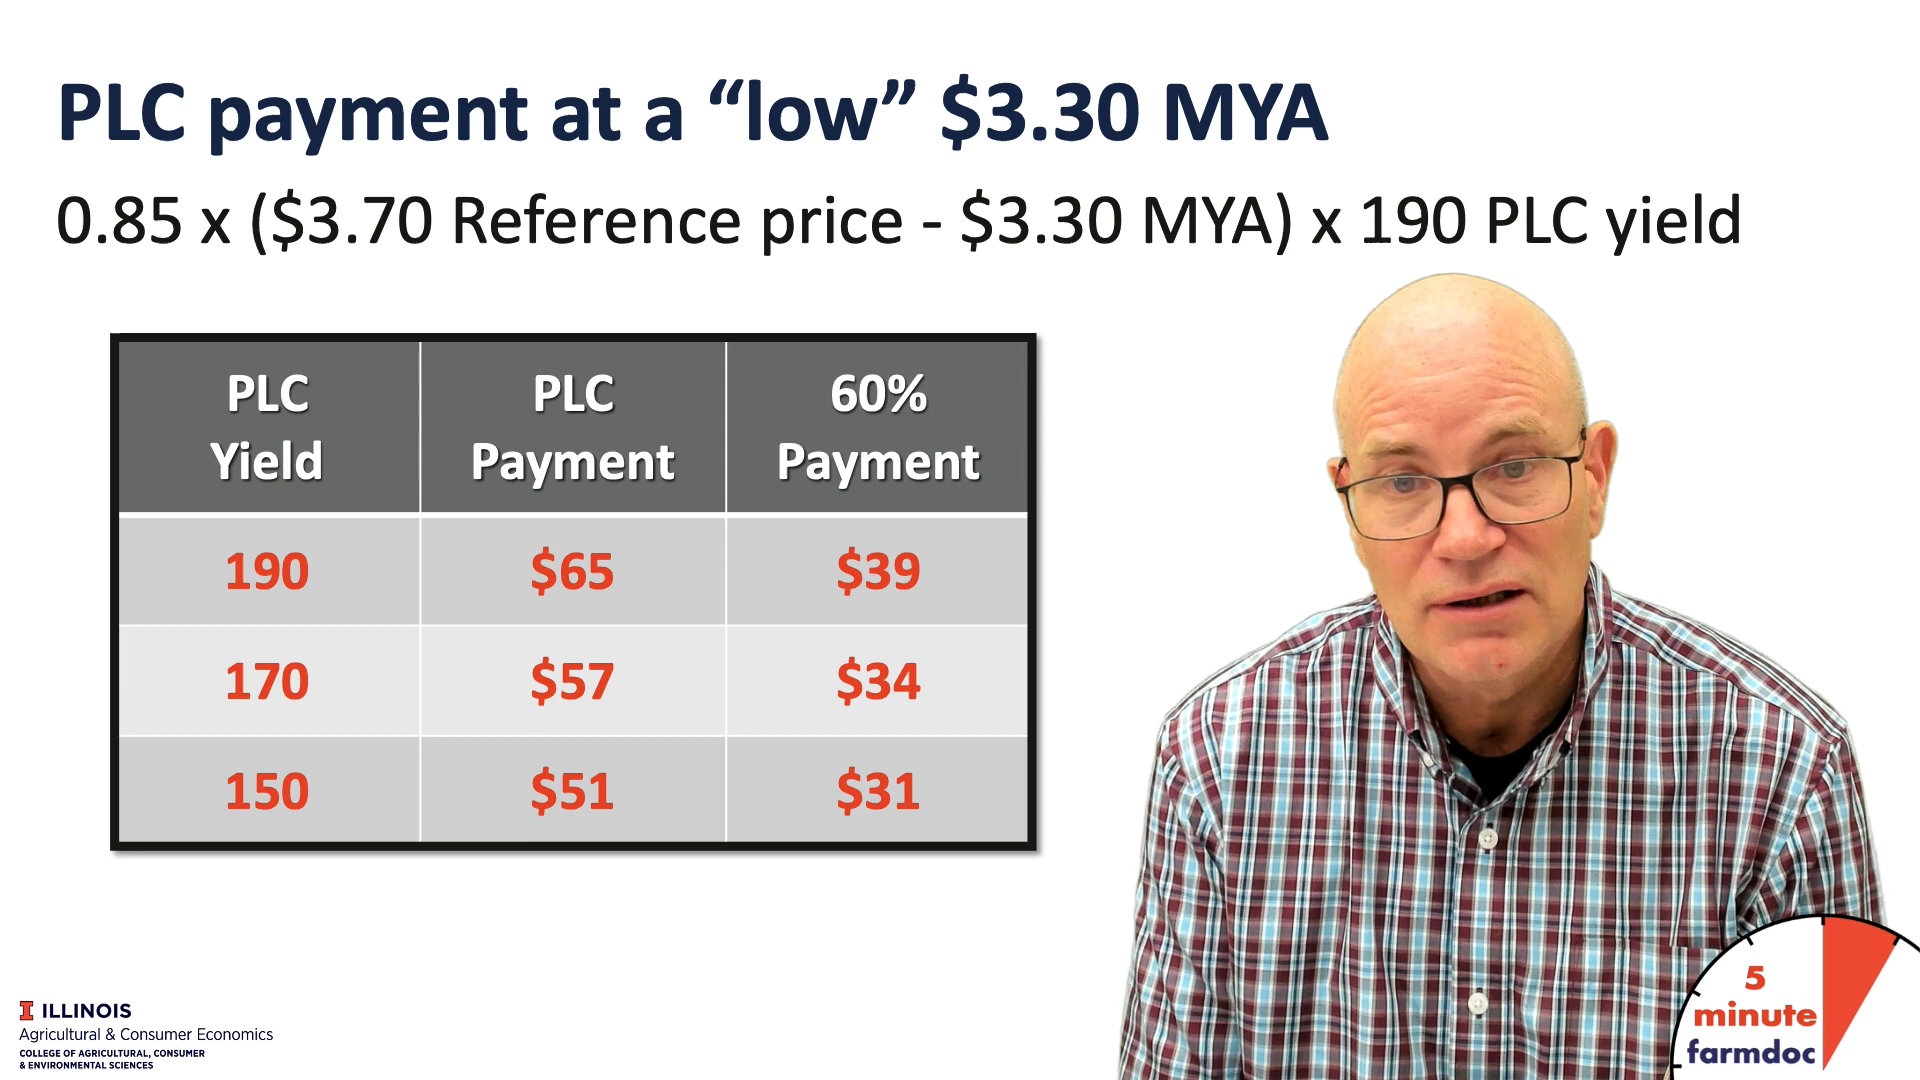 PLC payment at a “low” $3.30 MYA
0.85 x ($3.70 Reference price - $3.30 MYA) x 190 PLC yield
PLC Yield PLC Payment 60% Payment
190 $65 $39
170 $57 $34
150 $51 $31
I ILLINOIS
Agricultural & Consumer Economics
COLLEGE OF AGRICULTURAL, CONSUMER
& ENVIRONMENTAL SCIENCES
5
minute
farmdoc